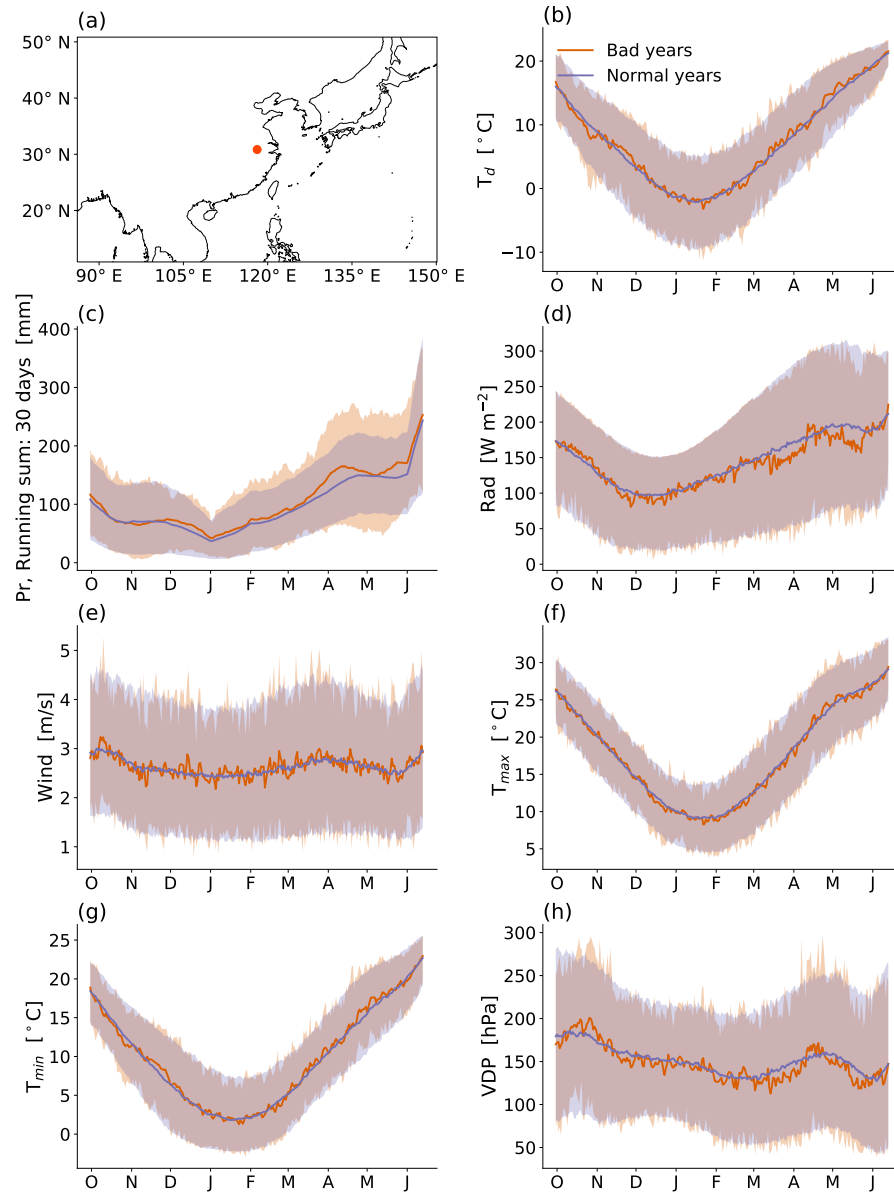 (a)
50° N
40° N
30° N
20° N
90° E 105° E 120° E 135° E 150° E
(b)
Bad years
Normal years
T_d [°C]
20
10
0
−10
O N D J F M A M J
(c)
Pr, Running sum: 30 days [mm]
400
300
200
100
0
O N D J F M A M J
(d)
Rad [W m⁻²]
300
250
200
150
100
50
0
O N D J F M A M J
(e)
Wind [m/s]
5
4
3
2
1
O N D J F M A M J
(f)
T_max [°C]
30
25
20
15
10
5
O N D J F M A M J
(g)
T_min [°C]
25
20
15
10
5
0
O N D J F M A M J
(h)
VDP [hPa]
300
250
200
150
100
50
O N D J F M A M J